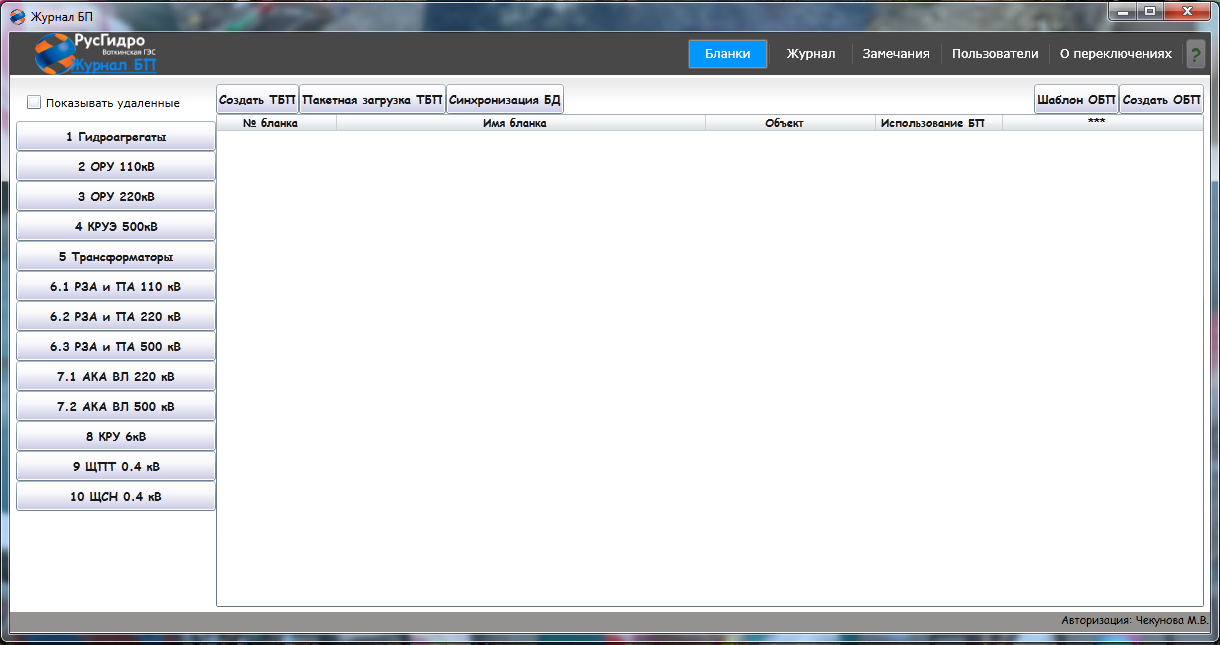 Журнал БП
РусГидро
Воткинская ГЭС
Журнал БП
Бланки
Журнал
Замечания
Пользователи
О переключениях
?
Показывать удаленные
Создать ТБП
Пакетная загрузка ТБП
Синхронизация БД
Шаблон ОБП
Создать ОБП
№ бланка
Имя бланка
Объект
Использование БП
***
1 Гидроагрегаты
2 ОРУ 110кВ
3 ОРУ 220кВ
4 КРУЭ 500кВ
5 Трансформаторы
6.1 РЗА и ПА 110 кВ
6.2 РЗА и ПА 220 кВ
6.3 РЗА и ПА 500 кВ
7.1 АКА ВЛ 220 кВ
7.2 АКА ВЛ 500 кВ
8 КРУ 6кВ
9 ЩПТ 0.4 кВ
10 ЩСН 0.4 кВ
Авторизация: Чекунова М.В.